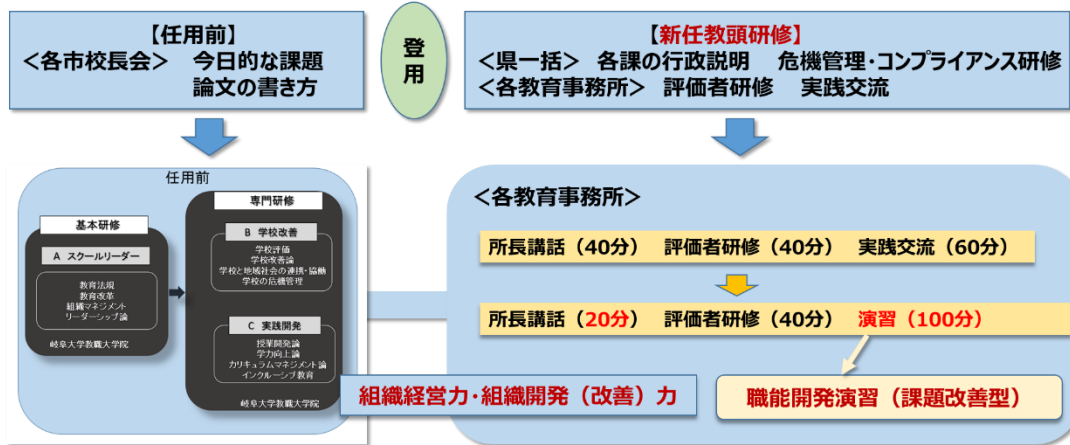 【任用前】
<各市校長会> 今日的な課題
論文の書き方
登
用
【新任教頭研修】
<県一括> 各課の行政説明 危機管理・コンプライアンス研修
<各教育事務所> 評価者研修 実践交流
任用前
基本研修
A スクールリーダー
教育法規
教育改革
組織マネジメント
リーダーシップ論
岐阜大学教職大学院
専門研修
B 学校改善
学校評価
学校改善論
学校と地域社会の連携・協働
学校の危機管理
C 実践開発
授業開発論
学力向上論
カリキュラムマネジメント論
インクルーシブ教育
岐阜大学教職大学院
<各教育事務所>
所長講話（40分） 評価者研修（40分） 実践交流（60分）
所長講話（20分） 評価者研修（40分） 演習（100分）
組織経営力・組織開発（改善）力
職能開発演習（課題改善型）